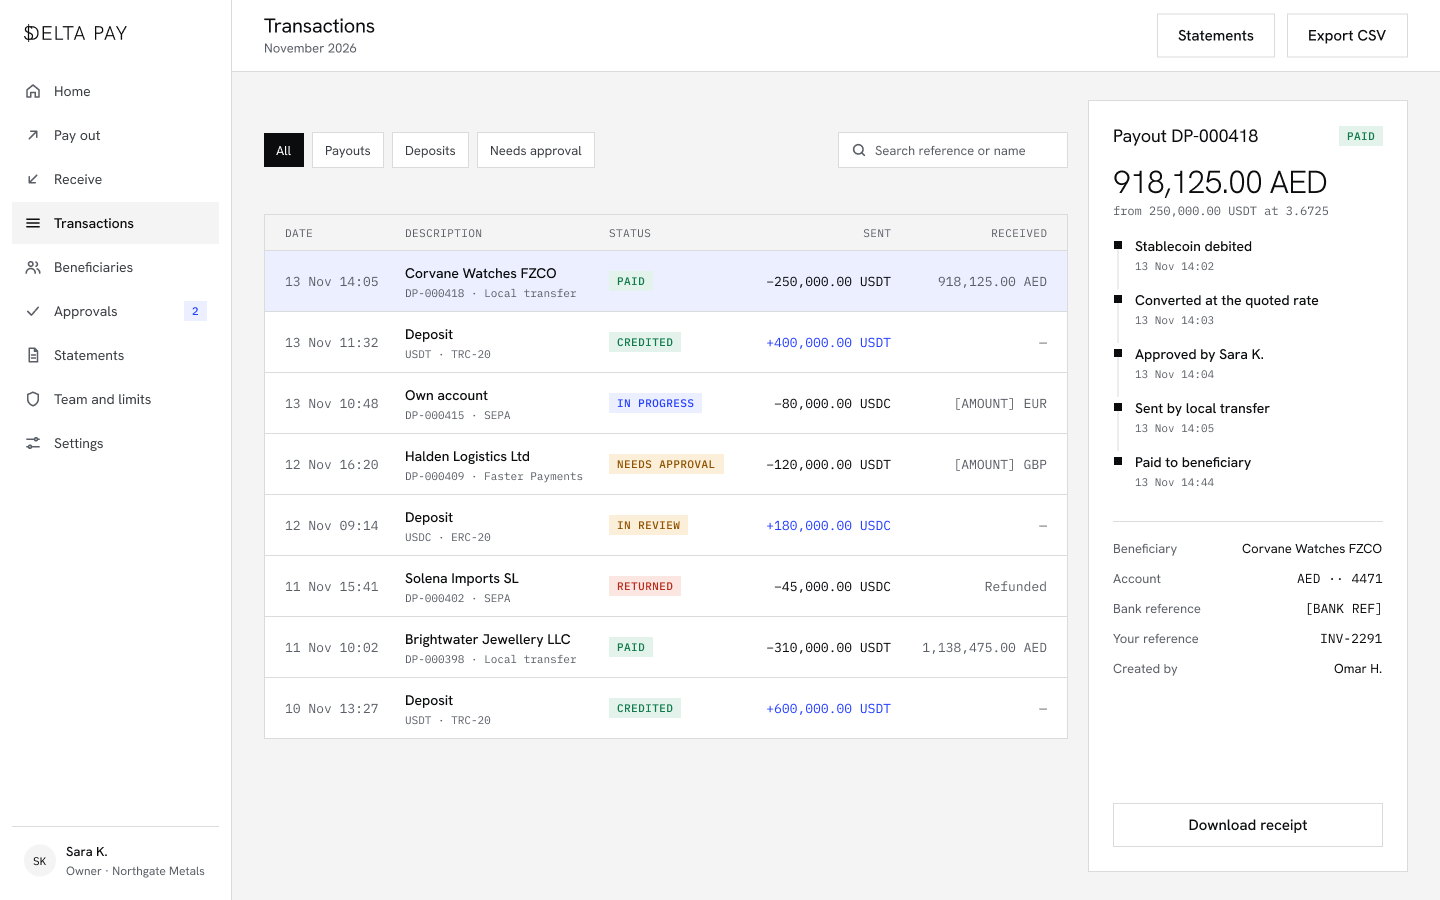 $DELTA PAY
Home
Pay out
Receive
Transactions
Beneficiaries
Approvals 2
Statements
Team and limits
Settings
SK
Sara K.
Owner · Northgate Metals
Transactions
November 2026
Statements
Export CSV
All
Payouts
Deposits
Needs approval
Search reference or name
DATE DESCRIPTION STATUS SENT RECEIVED
13 Nov 14:05 Corvane Watches FZCO PAID −250,000.00 USDT 918,125.00 AED
DP-000418 · Local transfer
13 Nov 11:32 Deposit CREDITED +400,000.00 USDT —
USDT · TRC-20
13 Nov 10:48 Own account IN PROGRESS −80,000.00 USDC [AMOUNT] EUR
DP-000415 · SEPA
12 Nov 16:20 Halden Logistics Ltd NEEDS APPROVAL −120,000.00 USDT [AMOUNT] GBP
DP-000409 · Faster Payments
12 Nov 09:14 Deposit IN REVIEW +180,000.00 USDC —
USDC · ERC-20
11 Nov 15:41 Solena Imports SL RETURNED −45,000.00 USDC Refunded
DP-000402 · SEPA
11 Nov 10:02 Brightwater Jewellery LLC PAID −310,000.00 USDT 1,138,475.00 AED
DP-000398 · Local transfer
10 Nov 13:27 Deposit CREDITED +600,000.00 USDT —
USDT · TRC-20
Payout DP-000418 PAID
918,125.00 AED
from 250,000.00 USDT at 3.6725
Stablecoin debited
13 Nov 14:02
Converted at the quoted rate
13 Nov 14:03
Approved by Sara K.
13 Nov 14:04
Sent by local transfer
13 Nov 14:05
Paid to beneficiary
13 Nov 14:44
Beneficiary Corvane Watches FZCO
Account AED ·· 4471
Bank reference [BANK REF]
Your reference INV-2291
Created by Omar H.
Download receipt